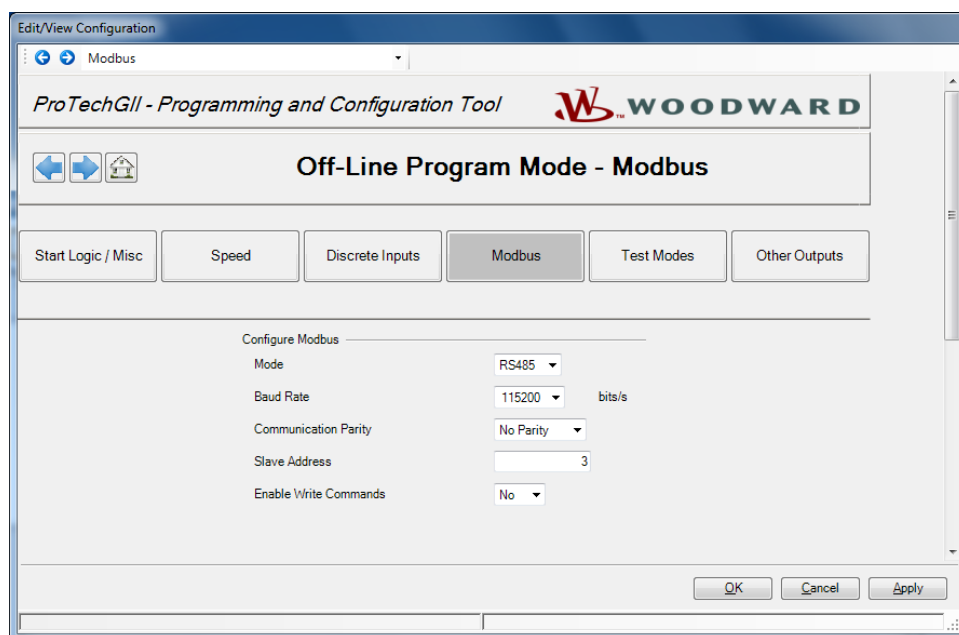 Edit/View Configuration
Modbus
ProTechGII - Programming and Configuration Tool
WOODWARD
Off-Line Program Mode - Modbus
Start Logic / Misc Speed Discrete Inputs Modbus Test Modes Other Outputs
Configure Modbus
Mode RS485
Baud Rate 115200 bits/s
Communication Parity No Parity
Slave Address 3
Enable Write Commands No
OK Cancel Apply